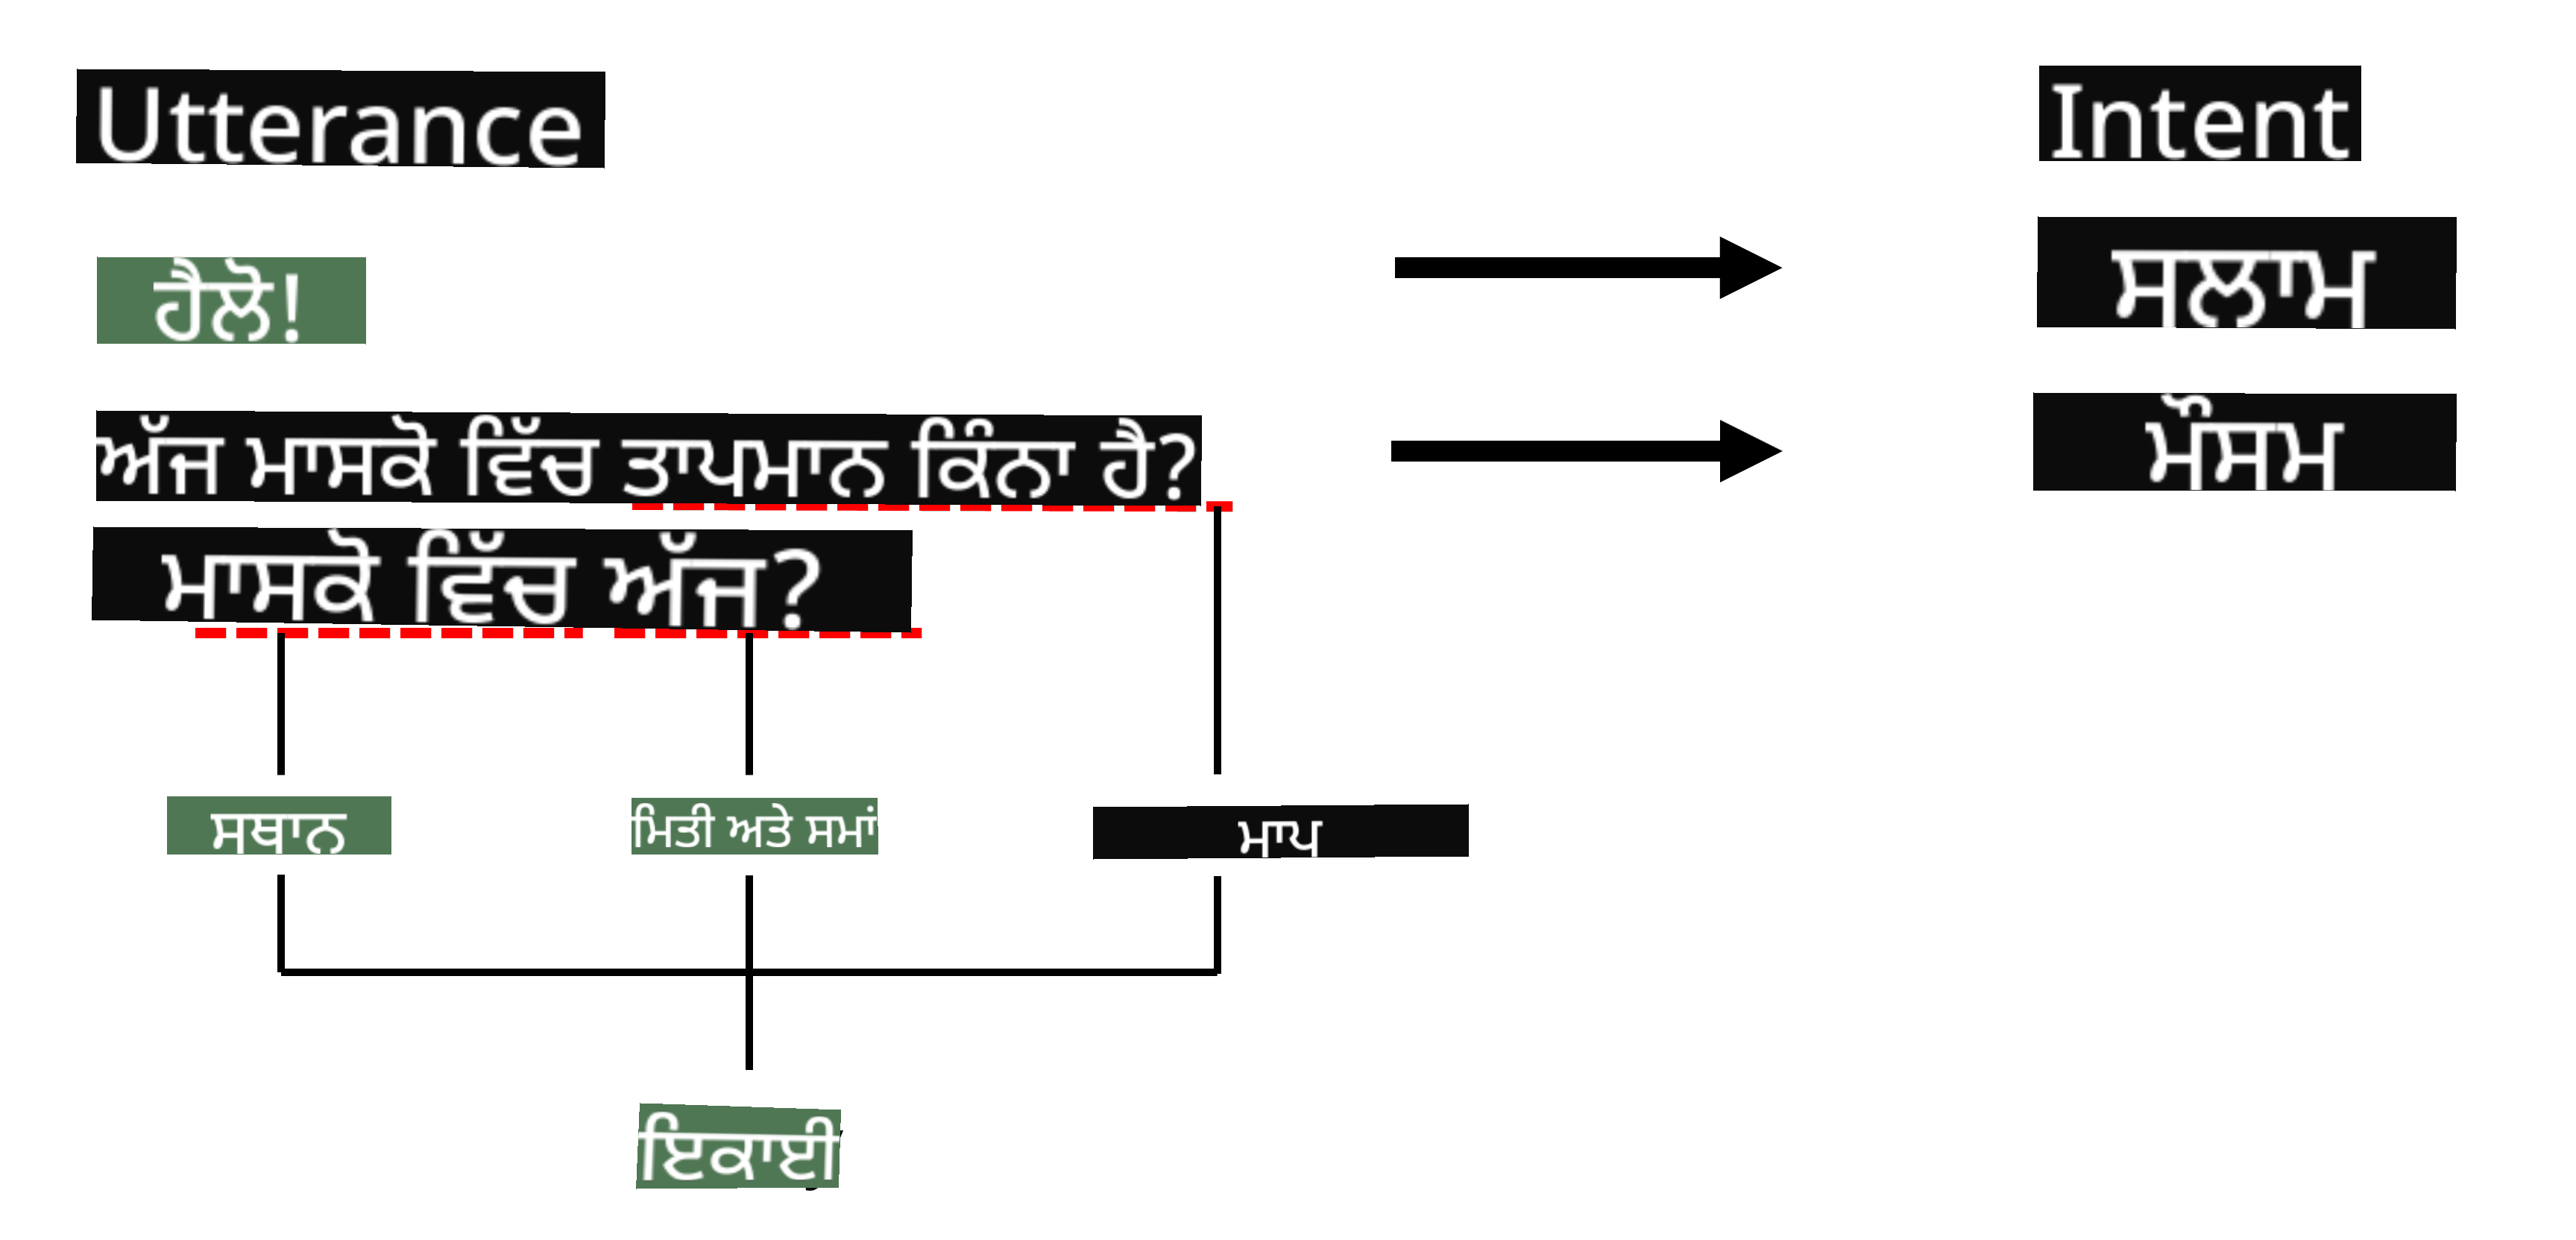 Utterance
Intent
ਹੈਲੋ!
ਸਲਾਮ
ਅੱਜ ਮਾਸਕੋ ਵਿੱਚ ਤਾਪਮਾਨ ਕਿੰਨਾ ਹੈ?
ਮੌਸਮ
ਮਾਸਕੋ ਵਿੱਚ ਅੱਜ?
ਸਥਾਨ
ਮਿਤੀ ਅਤੇ ਸਮਾਂ
ਮਾਪ
ਇਕਾਈ